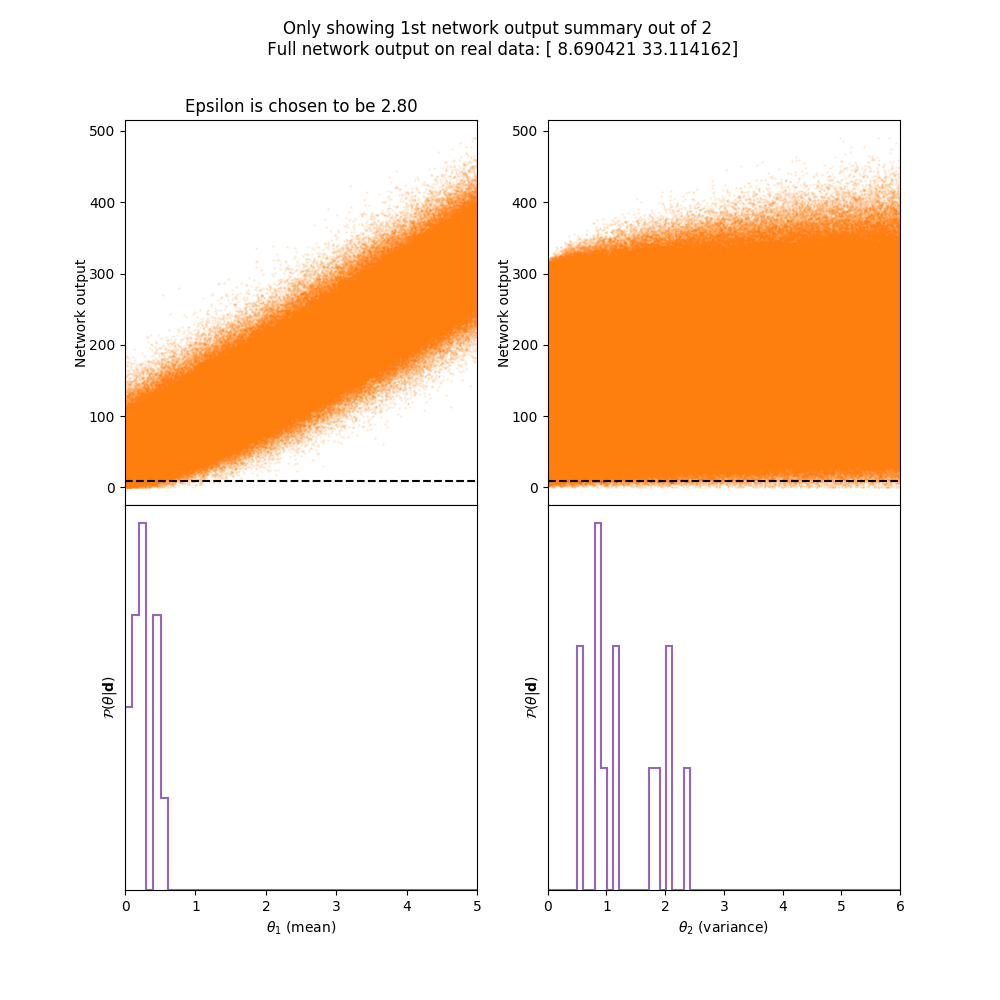 Only showing 1st network output summary out of 2
Full network output on real data: [ 8.690421 33.114162]
Epsilon is chosen to be 2.80
500
400
300
200
100
0
Network output
500
400
300
200
100
0
Network output
𝒫(θ|𝐝)
0 1 2 3 4 5
θ₁ (mean)
𝒫(θ|𝐝)
0 1 2 3 4 5 6
θ₂ (variance)